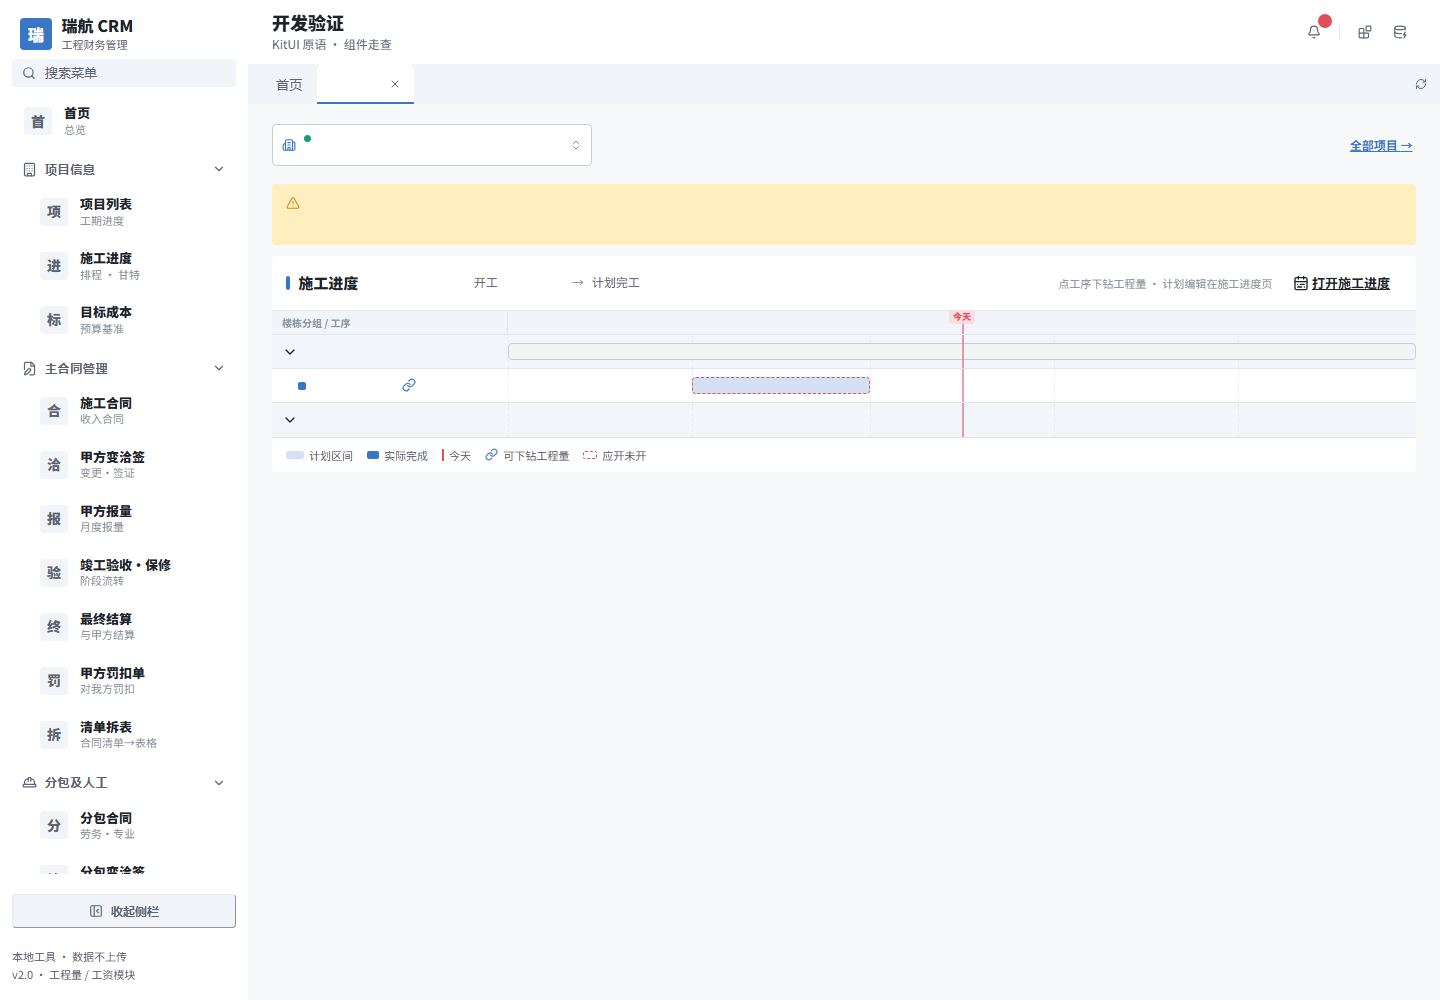 瑞
瑞航 CRM
工程财务管理
搜索菜单
首
首页
总览
项目信息
项
项目列表
工期进度
进
施工进度
排程 · 甘特
标
目标成本
预算基准
主合同管理
合
施工合同
收入合同
洽
甲方变洽签
变更·签证
报
甲方报量
月度报量
验
竣工验收·保修
阶段流转
终
最终结算
与甲方结算
罚
甲方罚扣单
对我方罚扣
拆
清单拆表
合同清单→表格
分包及人工
分
分包合同
劳务·专业
分包变洽签
收起侧栏
本地工具 · 数据不上传
v2.0 · 工程量 / 工资模块
开发验证
KitUI 原语 · 组件走查
首页
全部项目 →
施工进度
开工
→ 计划完工
点工序下钻工程量 · 计划编辑在施工进度页
打开施工进度
楼栋分组 / 工序
今天
计划区间
实际完成
今天
可下钻工程量
应开未开